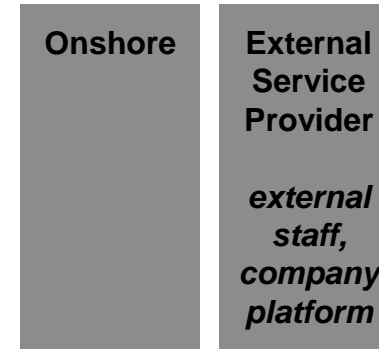 Onshore
External
Service
Provider
external
staff,
company
platform